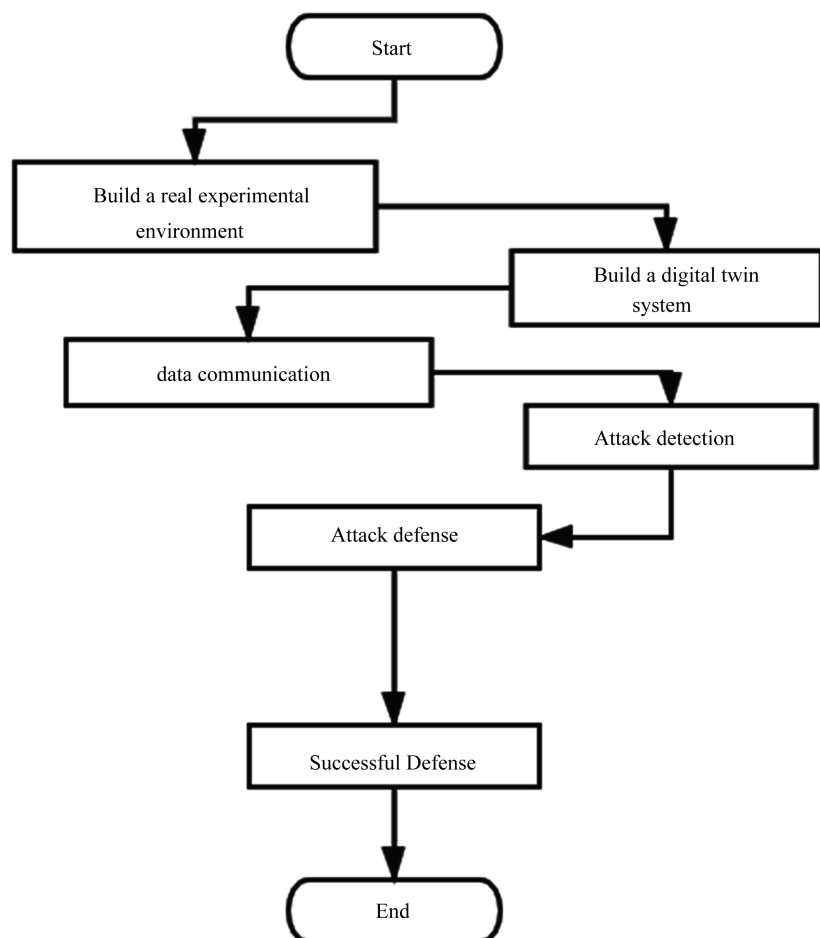 Start
Build a real experimental
environment
Build a digital twin
system
data communication
Attack detection
Attack defense
Successful Defense
End